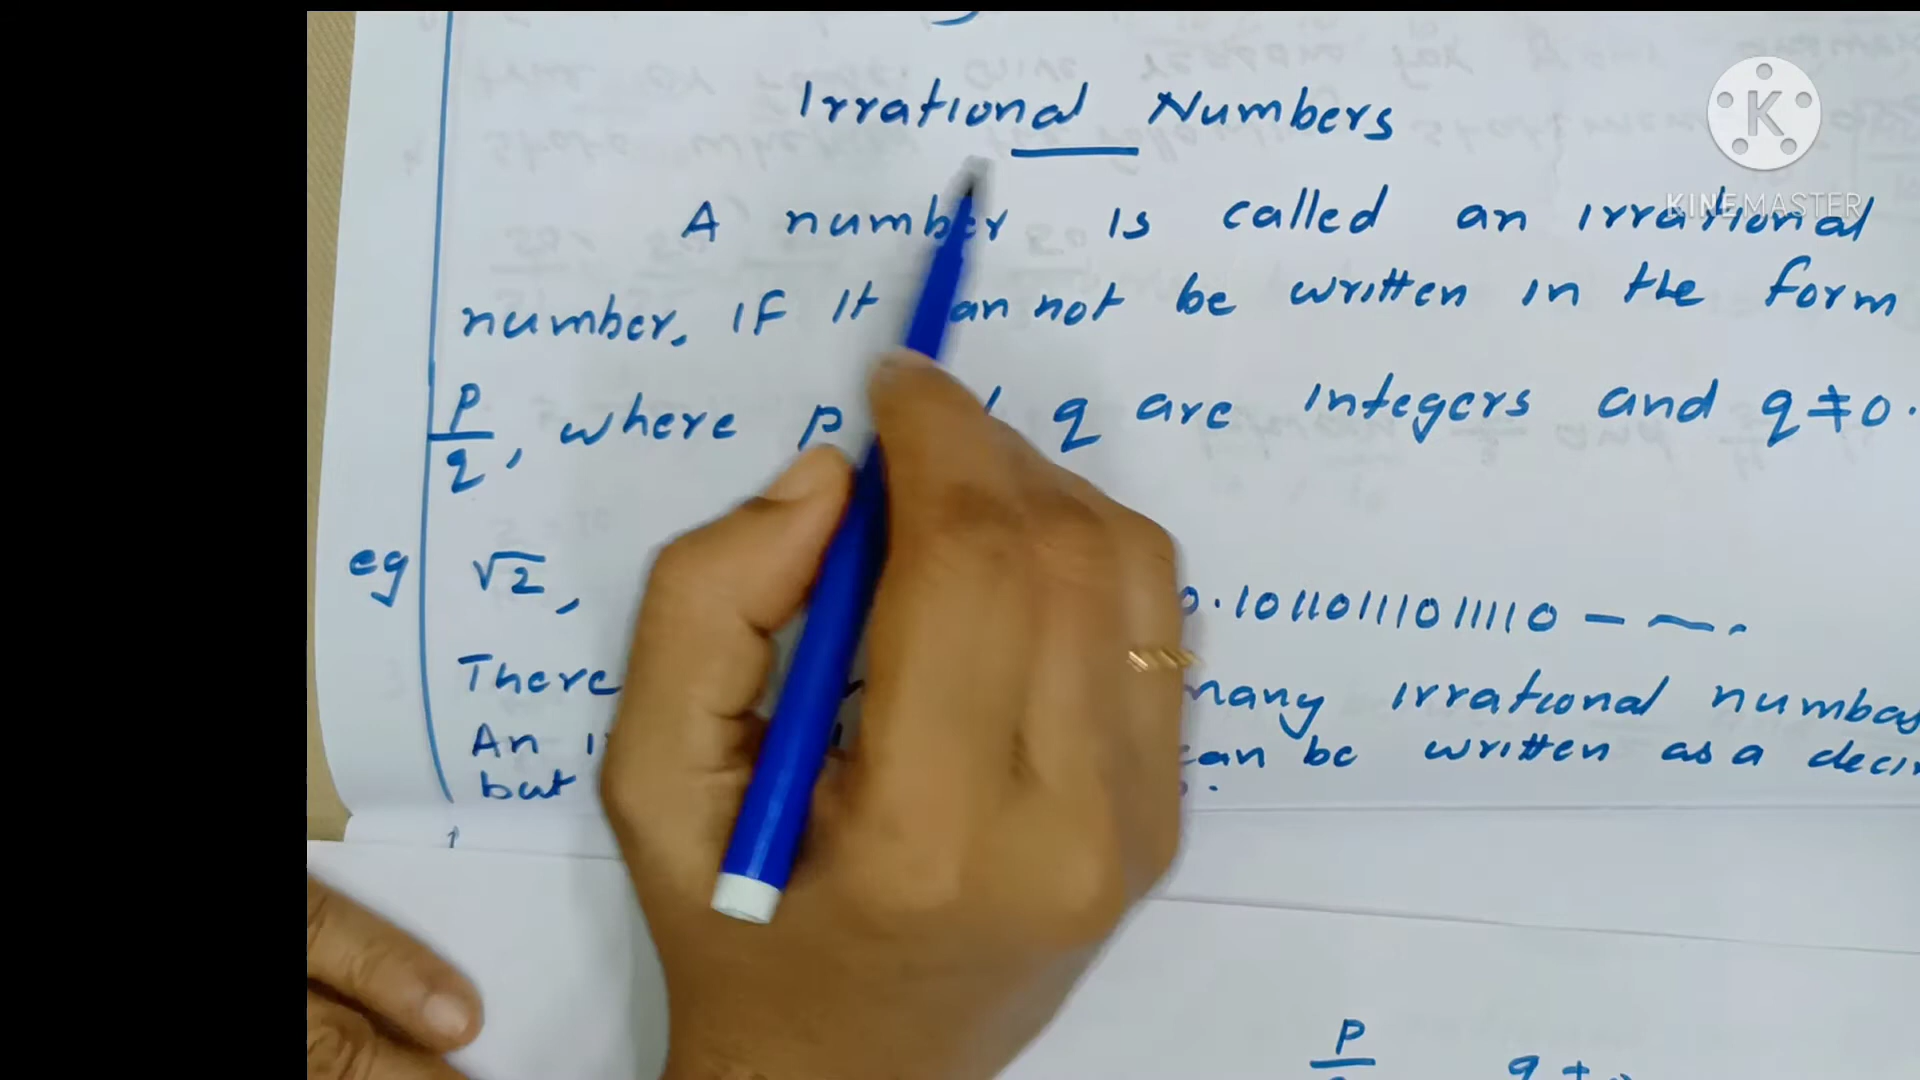 Irrational Numbers
K
KINEMASTER
A number is called an irrational
number. If it an not be written in the form
p/q, where p q are integers and q≠0.
eg √2, 0.10110111011110 - ~.
There many irrational numbers
An can be written as a deci
but
p
q ≠